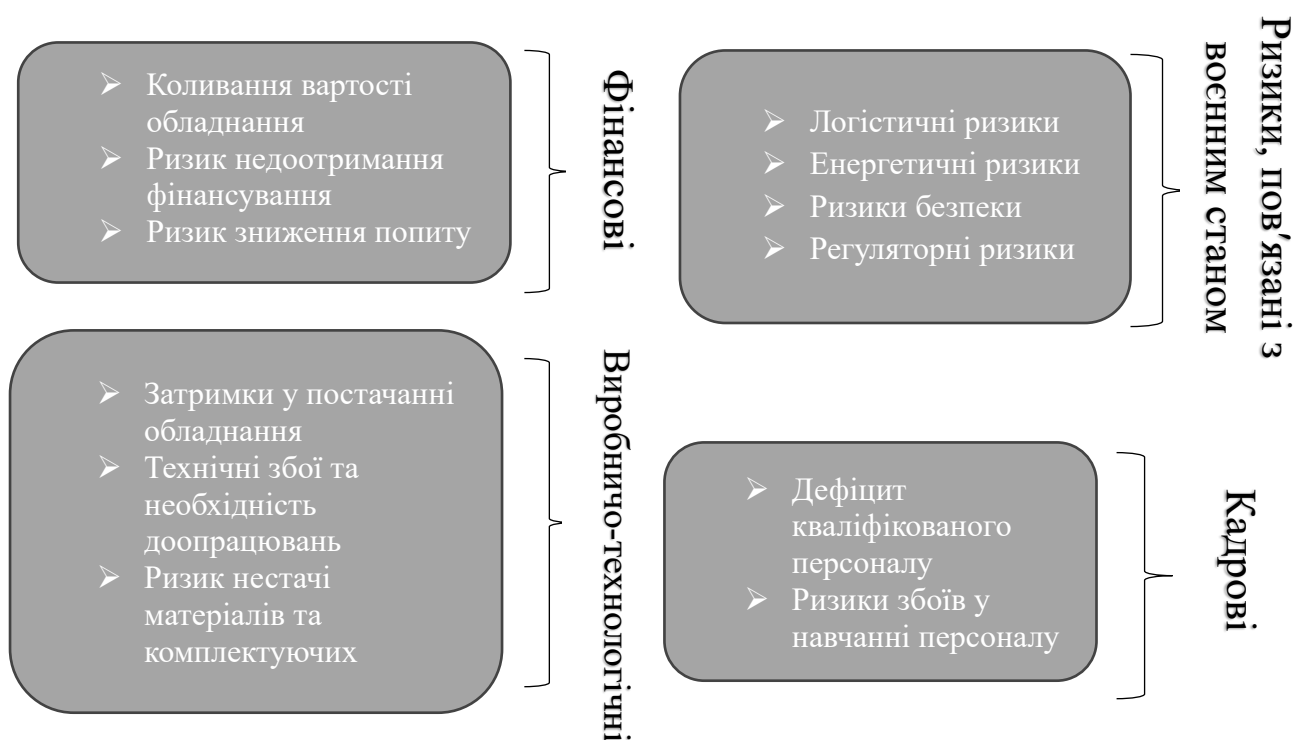 ➢ Коливання вартості
обладнання
➢ Ризик недоотримання
фінансування
➢ Ризик зниження попиту
Фінансові
➢ Логістичні ризики
➢ Енергетичні ризики
➢ Ризики безпеки
➢ Регуляторні ризики
Ризики, пов'язані з
воєнним станом
➢ Затримки у постачанні
обладнання
➢ Технічні збої та
необхідність
доопрацювань
➢ Ризик нестачі
матеріалів та
комплектуючих
Виробничо-технологічні
➢ Дефіцит
кваліфікованого
персоналу
➢ Ризики збоїв у
навчанні персоналу
Кадрові